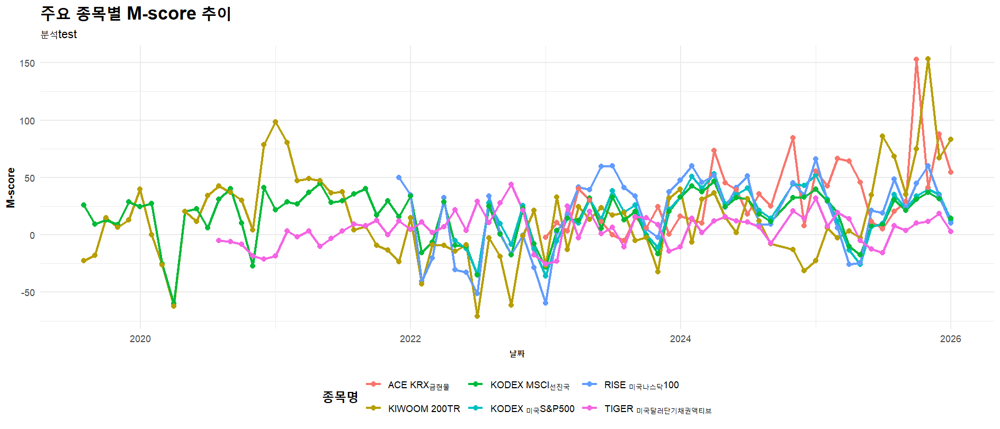 주요 종목별 M-score 추이
분석test
M-score
150
100
50
0
-50
2020
2022
2024
2026
날짜
종목명
ACE KRX금현물
KODEX MSCI선진국
RISE 미국나스닥100
KIWOOM 200TR
KODEX 미국S&P500
TIGER 미국달러단기채권액티브